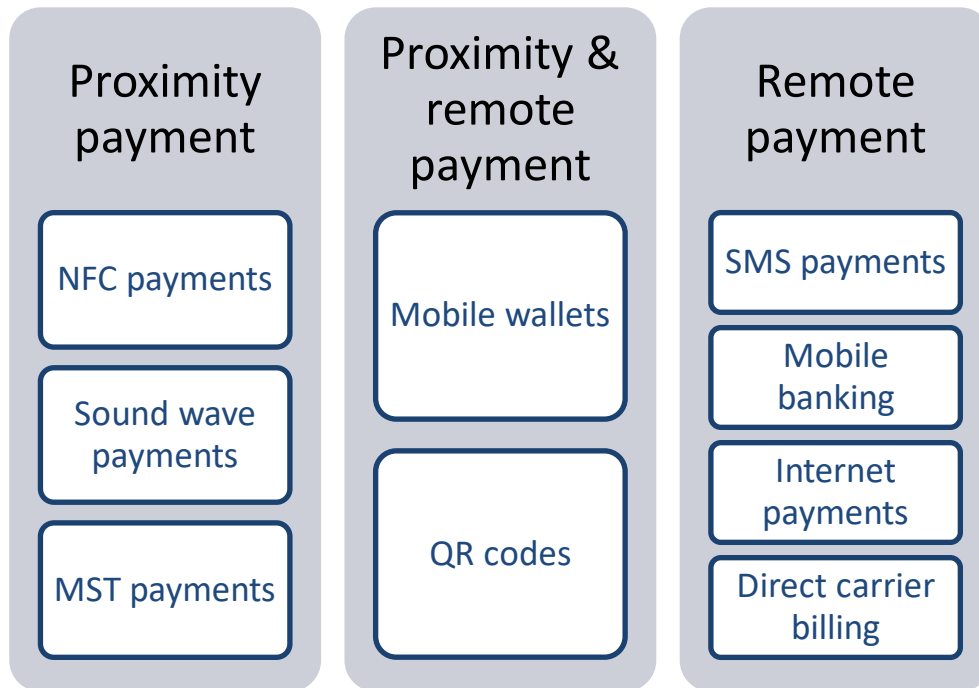 Proximity
payment
NFC payments
Sound wave
payments
MST payments
Proximity &
remote
payment
Mobile wallets
QR codes
Remote
payment
SMS payments
Mobile
banking
Internet
payments
Direct carrier
billing